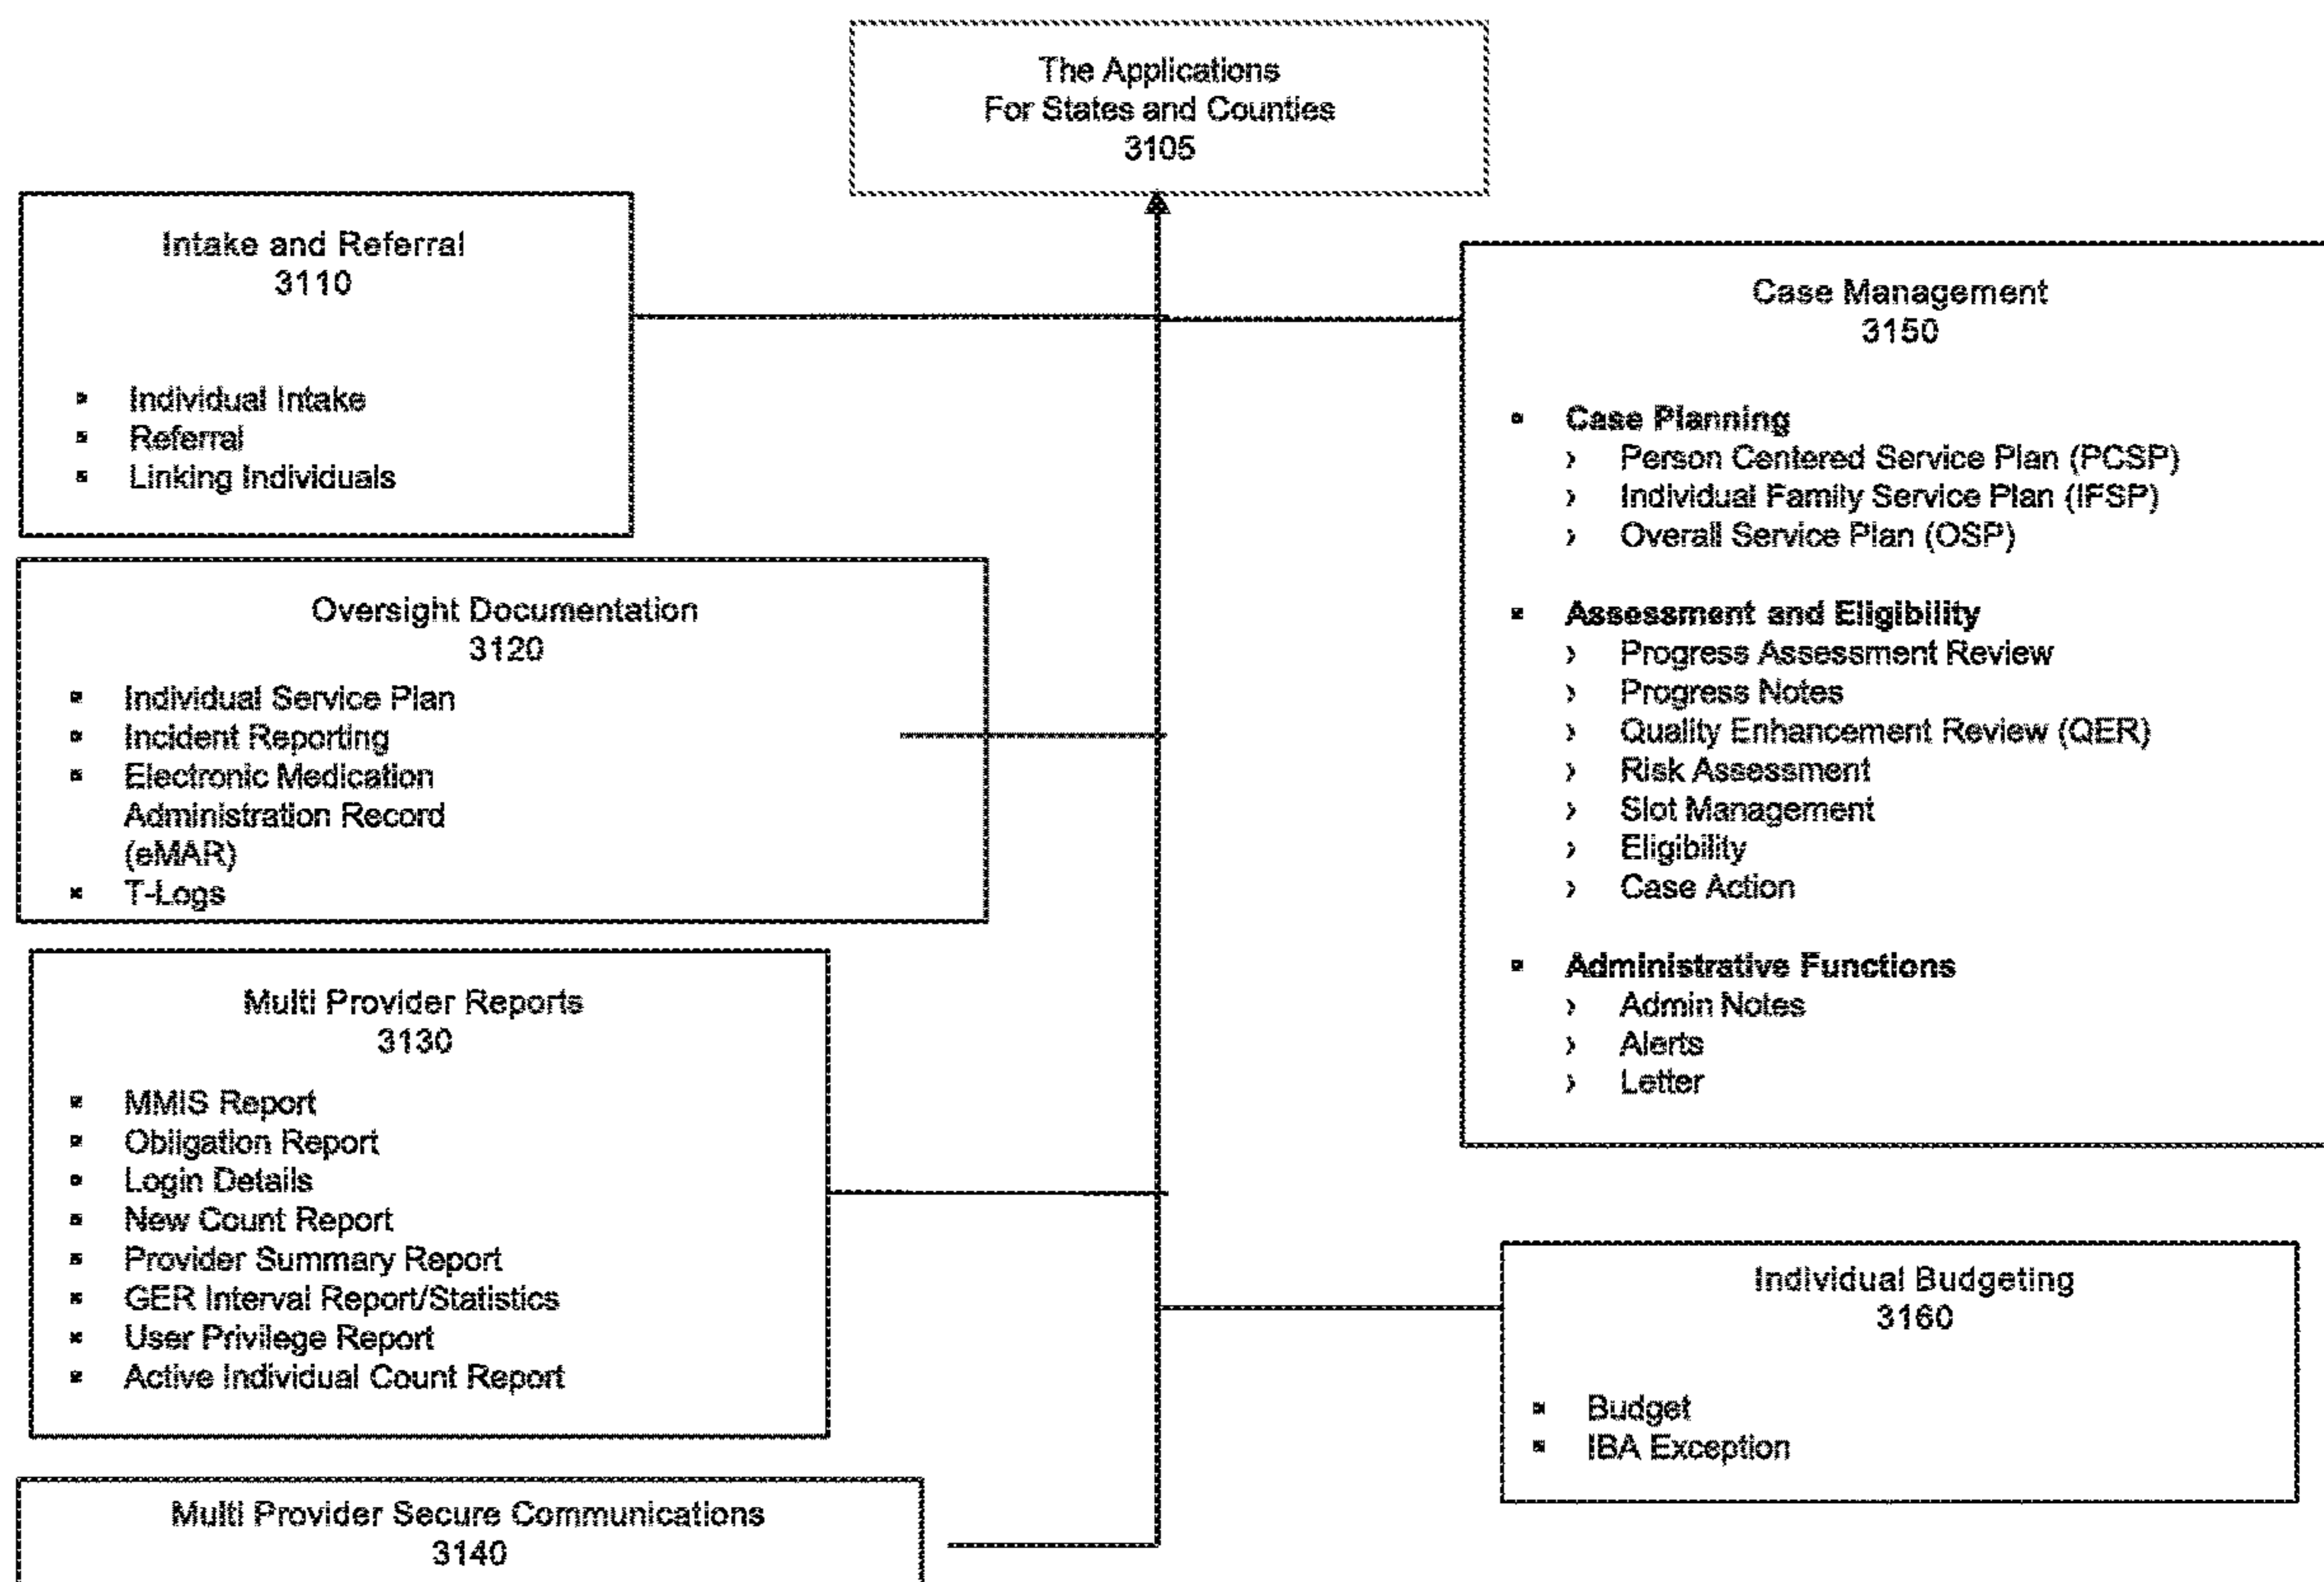 The Applications
For States and Counties
3105
Intake and Referral
3110
▪ Individual Intake
▪ Referral
▪ Linking Individuals
Oversight Documentation
3120
▪ Individual Service Plan
▪ Incident Reporting
▪ Electronic Medication
Administration Record
(eMAR)
▪ T-Logs
Multi Provider Reports
3130
▪ MMIS Report
▪ Obligation Report
▪ Login Details
▪ New Count Report
▪ Provider Summary Report
▪ GER Interval Report/Statistics
▪ User Privilege Report
▪ Active Individual Count Report
Multi Provider Secure Communications
3140
Case Management
3150
▪ Case Planning
› Person Centered Service Plan (PCSP)
› Individual Family Service Plan (IFSP)
› Overall Service Plan (OSP)
▪ Assessment and Eligibility
› Progress Assessment Review
› Progress Notes
› Quality Enhancement Review (QER)
› Risk Assessment
› Slot Management
› Eligibility
› Case Action
▪ Administrative Functions
› Admin Notes
› Alerts
› Letter
Individual Budgeting
3160
▪ Budget
▪ IBA Exception